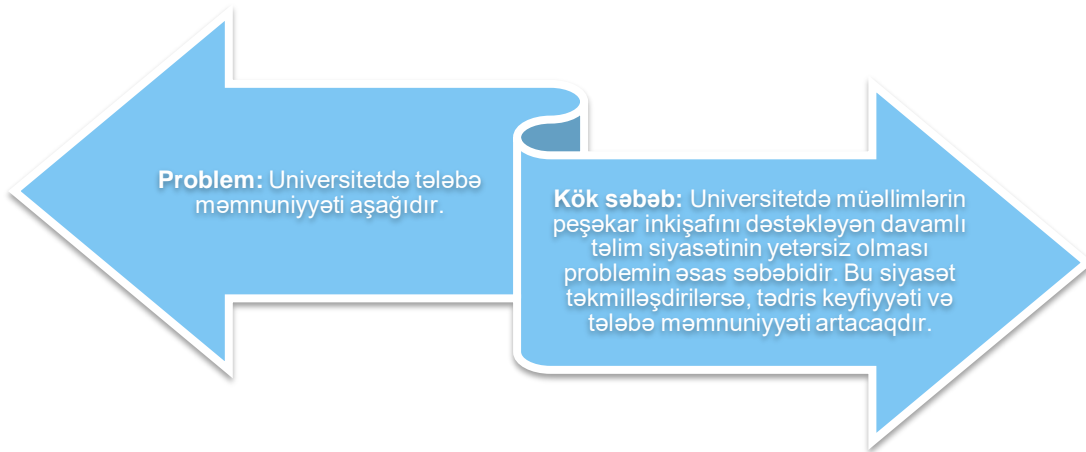 Problem: Universitetdə tələbə
məmnuniyyəti aşağıdır.
Kök səbəb: Universitetdə müəllimlərin
peşəkar inkişafını dəstəkləyən davamlı
təlim siyasətinin yetərsiz olması
problemin əsas səbəbidir. Bu siyasət
təkmilləşdirilərsə, tədris keyfiyyəti və
tələbə məmnuniyyəti artacaqdır.